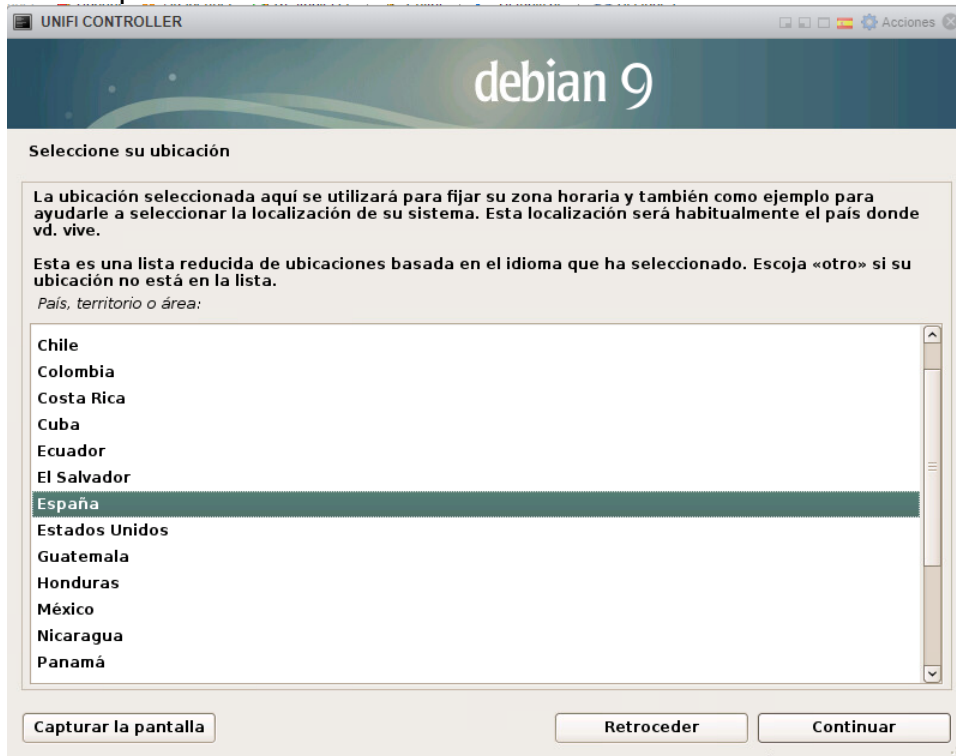 UNIFI CONTROLLER
Acciones
debian 9
Seleccione su ubicación
La ubicación seleccionada aquí se utilizará para fijar su zona horaria y también como ejemplo para
ayudarle a seleccionar la localización de su sistema. Esta localización será habitualmente el país donde
vd. vive.
Esta es una lista reducida de ubicaciones basada en el idioma que ha seleccionado. Escoja «otro» si su
ubicación no está en la lista.
País, territorio o área:
Chile
Colombia
Costa Rica
Cuba
Ecuador
El Salvador
España
Estados Unidos
Guatemala
Honduras
México
Nicaragua
Panamá
Capturar la pantalla
Retroceder
Continuar